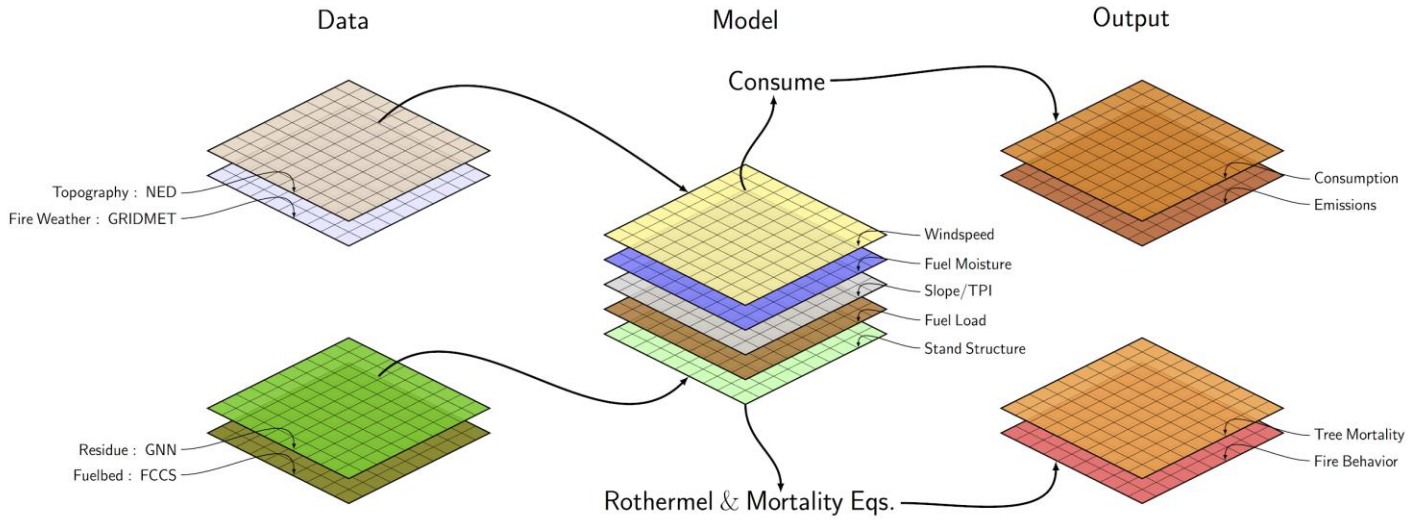 Data
Model
Output
Consume
Topography : NED
Fire Weather : GRIDMET
Windspeed
Fuel Moisture
Slope/TPI
Fuel Load
Stand Structure
Consumption
Emissions
Residue : GNN
Fuelbed : FCCS
Rothermel & Mortality Eqs.
Tree Mortality
Fire Behavior